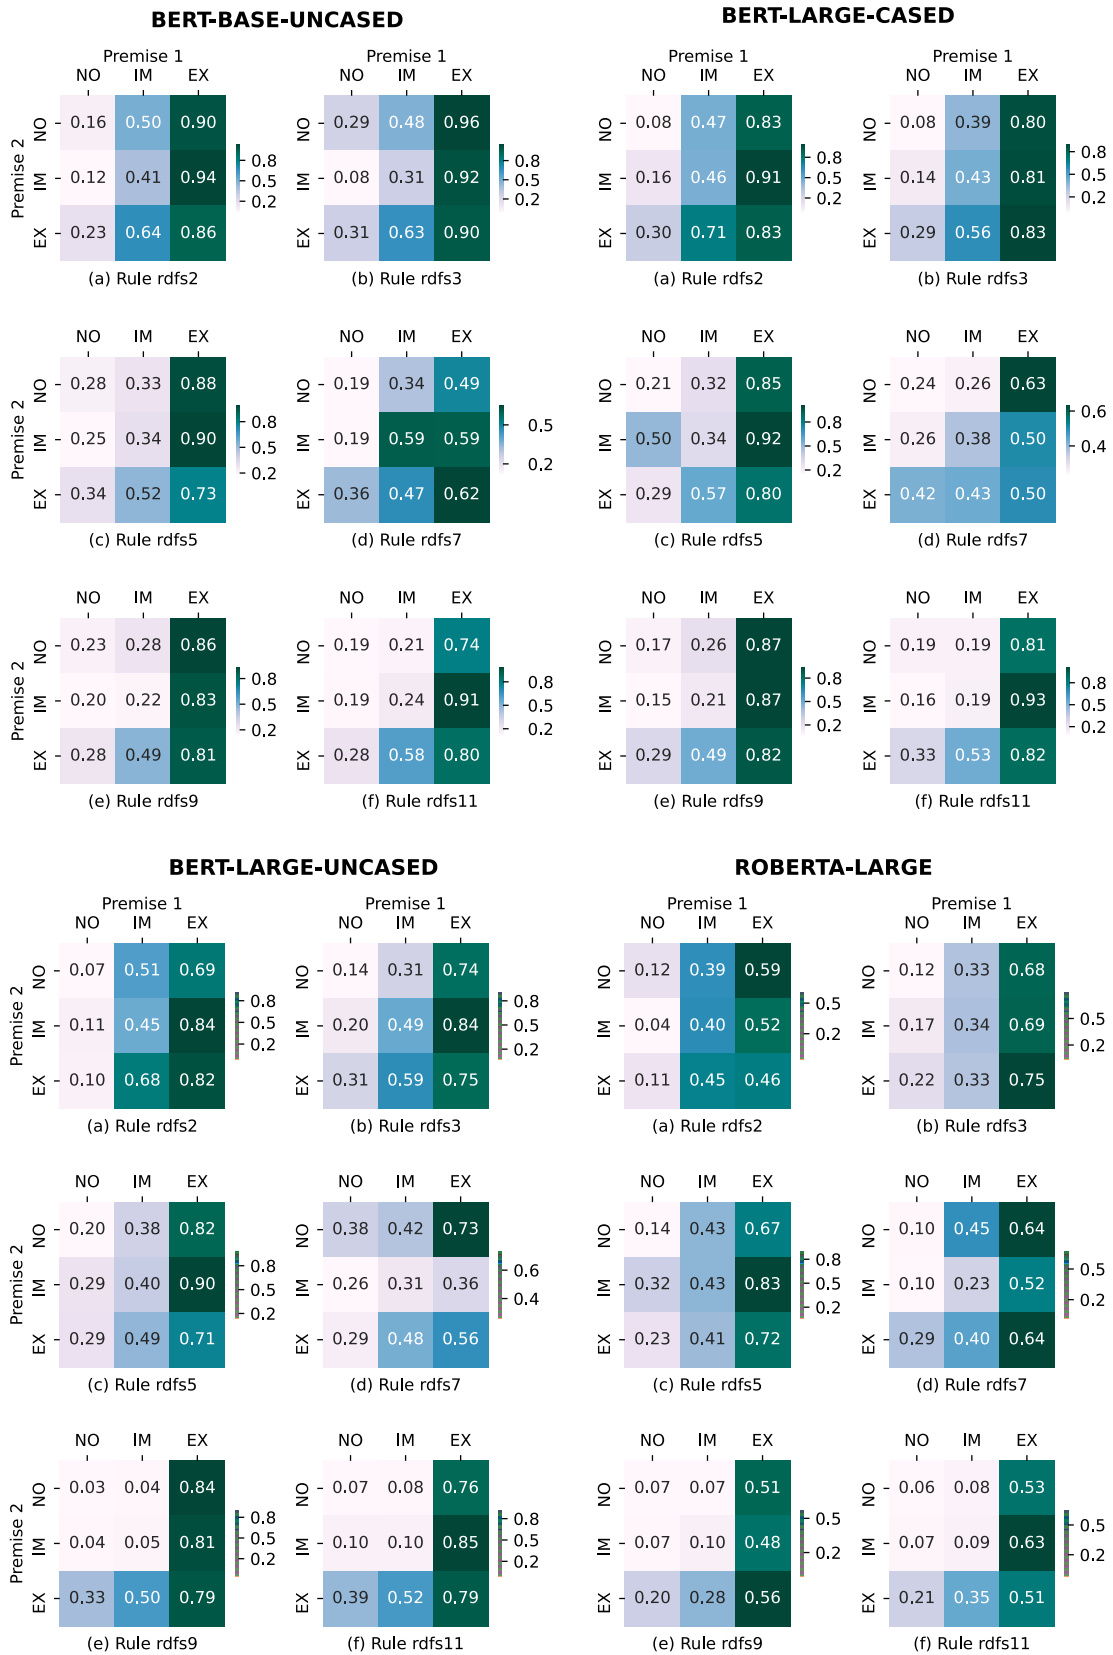 BERT-BASE-UNCASED
Premise 1
NO IM EX
Premise 2
NO 0.16 0.50 0.90
IM 0.12 0.41 0.94
EX 0.23 0.64 0.86
0.8
0.5
0.2
(a) Rule rdfs2
Premise 1
NO IM EX
NO 0.29 0.48 0.96
IM 0.08 0.31 0.92
EX 0.31 0.63 0.90
0.8
0.5
0.2
(b) Rule rdfs3
NO IM EX
Premise 2
NO 0.28 0.33 0.88
IM 0.25 0.34 0.90
EX 0.34 0.52 0.73
0.8
0.5
0.2
(c) Rule rdfs5
NO IM EX
NO 0.19 0.34 0.49
IM 0.19 0.59 0.59
EX 0.36 0.47 0.62
0.5
0.2
(d) Rule rdfs7
NO IM EX
Premise 2
NO 0.23 0.28 0.86
IM 0.20 0.22 0.83
EX 0.28 0.49 0.81
0.8
0.5
0.2
(e) Rule rdfs9
NO IM EX
NO 0.19 0.21 0.74
IM 0.19 0.24 0.91
EX 0.28 0.58 0.80
0.8
0.5
0.2
(f) Rule rdfs11
BERT-LARGE-CASED
Premise 1
NO IM EX
NO 0.08 0.47 0.83
IM 0.16 0.46 0.91
EX 0.30 0.71 0.83
0.8
0.5
0.2
(a) Rule rdfs2
Premise 1
NO IM EX
NO 0.08 0.39 0.80
IM 0.14 0.43 0.81
EX 0.29 0.56 0.83
0.8
0.5
0.2
(b) Rule rdfs3
NO IM EX
NO 0.21 0.32 0.85
IM 0.50 0.34 0.92
EX 0.29 0.57 0.80
0.8
0.5
0.2
(c) Rule rdfs5
NO IM EX
NO 0.24 0.26 0.63
IM 0.26 0.38 0.50
EX 0.42 0.43 0.50
0.6
0.4
(d) Rule rdfs7
NO IM EX
NO 0.17 0.26 0.87
IM 0.15 0.21 0.87
EX 0.29 0.49 0.82
0.8
0.5
0.2
(e) Rule rdfs9
NO IM EX
NO 0.19 0.19 0.81
IM 0.16 0.19 0.93
EX 0.33 0.53 0.82
0.8
0.5
0.2
(f) Rule rdfs11
BERT-LARGE-UNCASED
Premise 1
NO IM EX
Premise 2
NO 0.07 0.51 0.69
IM 0.11 0.45 0.84
EX 0.10 0.68 0.82
0.8
0.5
0.2
(a) Rule rdfs2
NO IM EX
NO 0.14 0.31 0.74
IM 0.20 0.49 0.84
EX 0.31 0.59 0.75
0.8
0.5
0.2
(b) Rule rdfs3
NO IM EX
Premise 2
NO 0.20 0.38 0.82
IM 0.29 0.40 0.90
EX 0.29 0.49 0.71
0.8
0.5
0.2
(c) Rule rdfs5
NO IM EX
NO 0.38 0.42 0.73
IM 0.26 0.31 0.36
EX 0.29 0.48 0.56
0.6
0.4
(d) Rule rdfs7
NO IM EX
Premise 2
NO 0.03 0.04 0.84
IM 0.04 0.05 0.81
EX 0.33 0.50 0.79
0.8
0.5
0.2
(e) Rule rdfs9
NO IM EX
NO 0.07 0.08 0.76
IM 0.10 0.10 0.85
EX 0.39 0.52 0.79
0.8
0.5
0.2
(f) Rule rdfs11
ROBERTA-LARGE
Premise 1
NO IM EX
NO 0.12 0.39 0.59
IM 0.04 0.40 0.52
EX 0.11 0.45 0.46
0.5
0.2
(a) Rule rdfs2
NO IM EX
NO 0.12 0.33 0.68
IM 0.17 0.34 0.69
EX 0.22 0.33 0.75
0.5
0.2
(b) Rule rdfs3
NO IM EX
NO 0.14 0.43 0.67
IM 0.32 0.43 0.83
EX 0.23 0.41 0.72
0.8
0.5
0.2
(c) Rule rdfs5
NO IM EX
NO 0.10 0.45 0.64
IM 0.10 0.23 0.52
EX 0.29 0.40 0.64
0.5
0.2
(d) Rule rdfs7
NO IM EX
NO 0.07 0.07 0.51
IM 0.07 0.10 0.48
EX 0.20 0.28 0.56
0.5
0.2
(e) Rule rdfs9
NO IM EX
NO 0.06 0.08 0.53
IM 0.07 0.09 0.63
EX 0.21 0.35 0.51
0.5
0.2
(f) Rule rdfs11